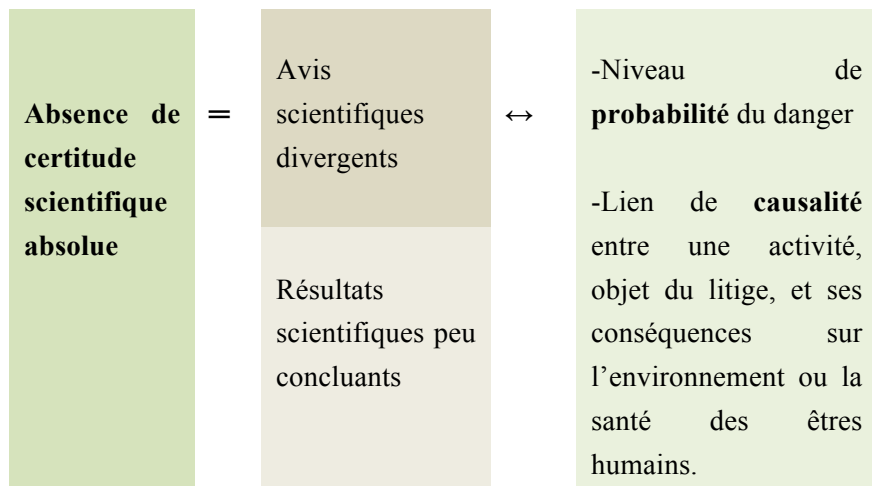 Absence de
certitude
scientifique
absolue
=
Avis
scientifiques
divergents
Résultats
scientifiques peu
concluants
↔
-Niveau de
probabilité du danger
-Lien de causalité
entre une activité,
objet du litige, et ses
conséquences sur
l’environnement ou la
santé des êtres
humains.